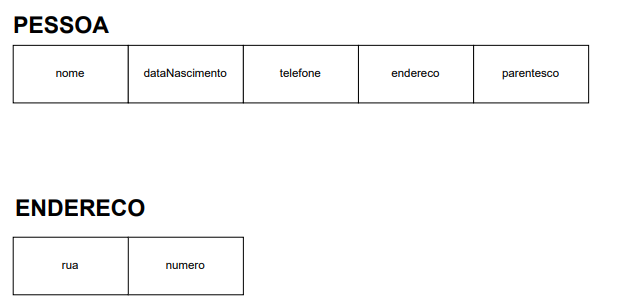 PESSOA
nome dataNascimento telefone endereco parentesco
ENDERECO
rua numero